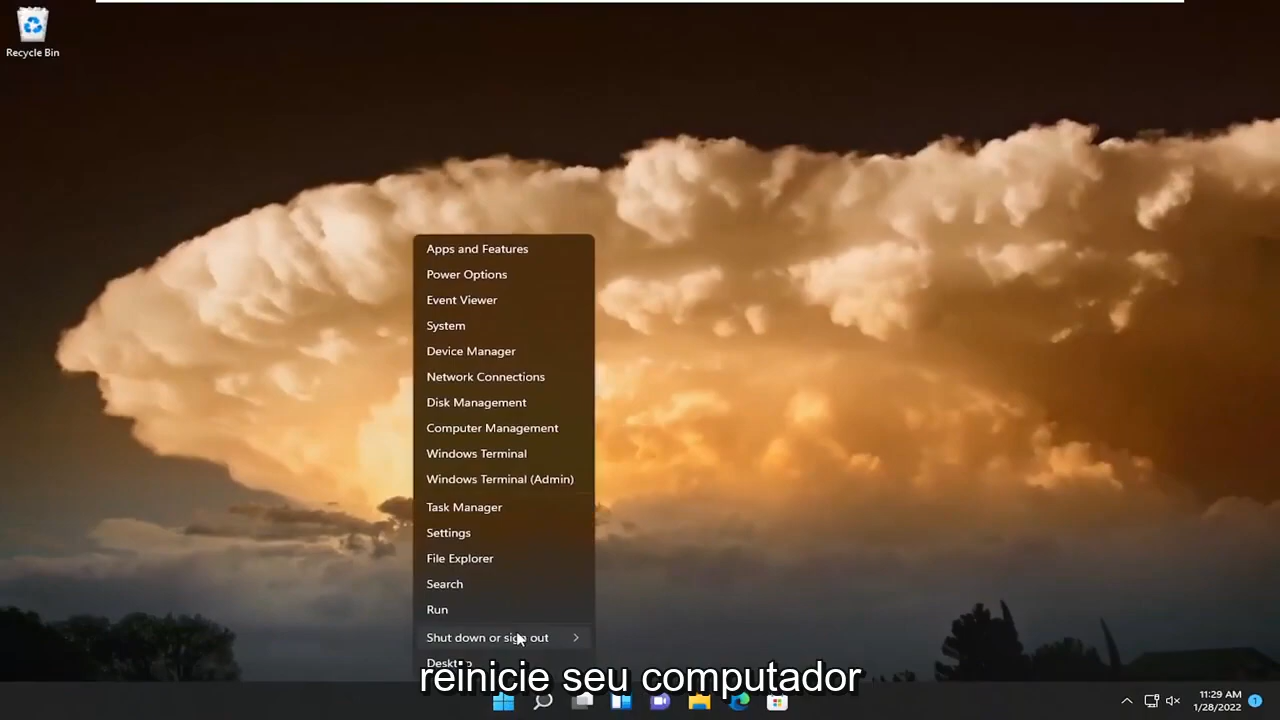 Recycle Bin
Apps and Features
Power Options
Event Viewer
System
Device Manager
Network Connections
Disk Management
Computer Management
Windows Terminal
Windows Terminal (Admin)
Task Manager
Settings
File Explorer
Search
Run
Shut down or sign out
Desktop
reinicie seu computador
11:29 AM
1/28/2022
1